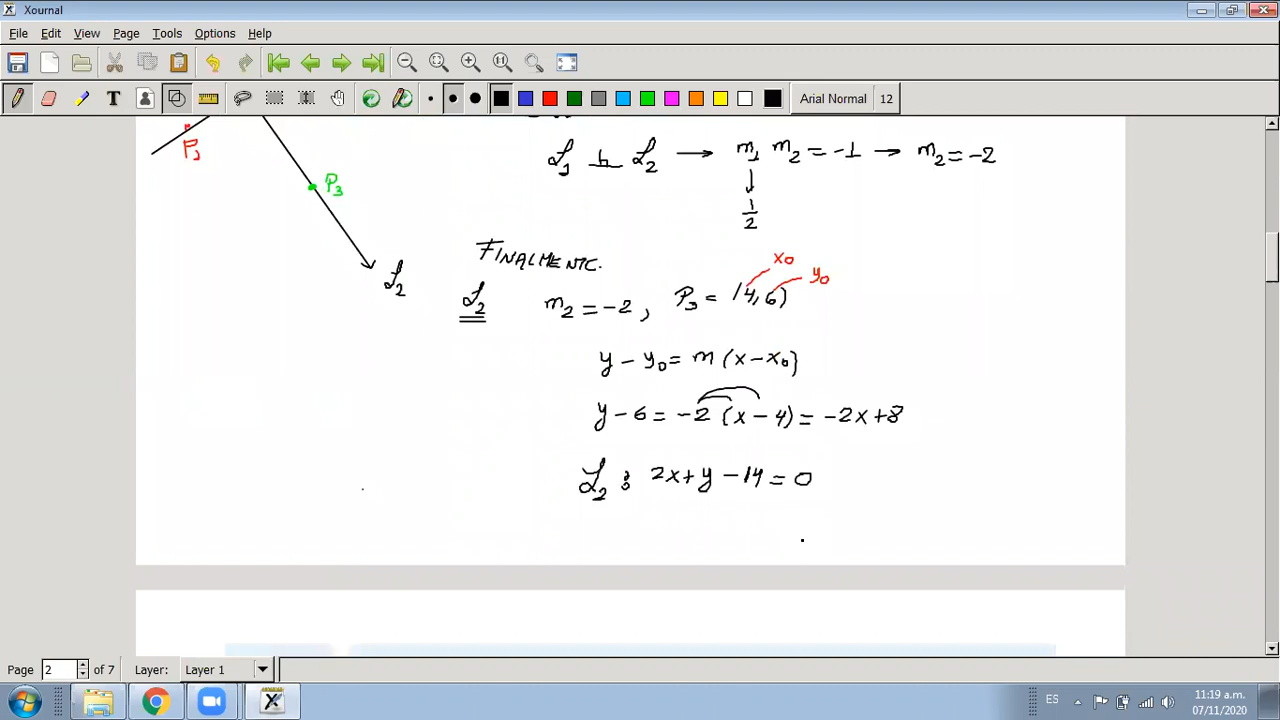 Xournal
File Edit View Page Tools Options Help
Arial Normal 12
P₁
P₃
ℒ₂
ℒ₁ ⊥ ℒ₂ → m₁ m₂ = -1 → m₂ = -2
↓
1/2
FINALMENTE.
x₀
y₀
ℒ₂ m₂ = -2, P₃ = (4,6)
y - y₀ = m (x - x₀)
y - 6 = -2 (x - 4) = -2x + 8
ℒ₂ : 2x + y - 14 = 0
Page 2 of 7 Layer: Layer 1
ES 11:19 a.m.
07/11/2020